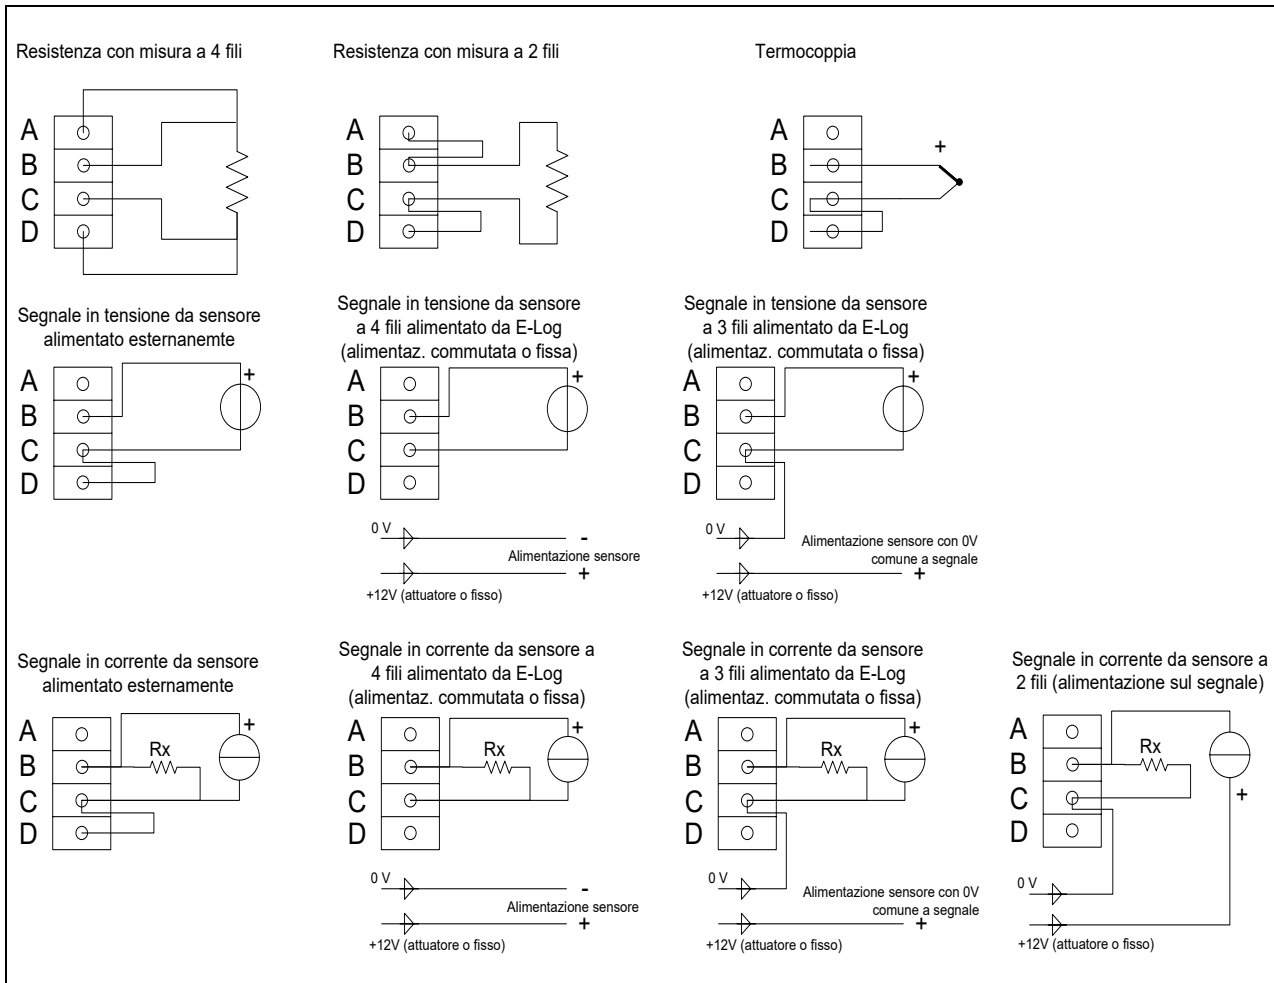 Resistenza con misura a 4 fili
Resistenza con misura a 2 fili
Termocoppia
A
B
C
D
A
B
C
D
A
B
C
D
+
Segnale in tensione da sensore
alimentato esternanemte
A
B
C
D
+
Segnale in tensione da sensore
a 4 fili alimentato da E-Log
(alimentaz. commutata o fissa)
A
B
C
D
+
0 V
-
Alimentazione sensore
+
+12V (attuatore o fisso)
Segnale in tensione da sensore
a 3 fili alimentato da E-Log
(alimentaz. commutata o fissa)
A
B
C
D
+
0 V
Alimentazione sensore con 0V
comune a segnale
+
+12V (attuatore o fisso)
Segnale in corrente da sensore
alimentato esternamente
A
B
C
D
Rx
+
Segnale in corrente da sensore a
4 fili alimentato da E-Log
(alimentaz. commutata o fissa)
A
B
C
D
Rx
+
0 V
-
Alimentazione sensore
+
+12V (attuatore o fisso)
Segnale in corrente da sensore
a 3 fili alimentato da E-Log
(alimentaz. commutata o fissa)
A
B
C
D
Rx
+
0 V
Alimentazione sensore con 0V
comune a segnale
+
+12V (attuatore o fisso)
Segnale in corrente da sensore a
2 fili (alimentazione sul segnale)
A
B
C
D
Rx
+
0 V
+12V (attuatore o fisso)